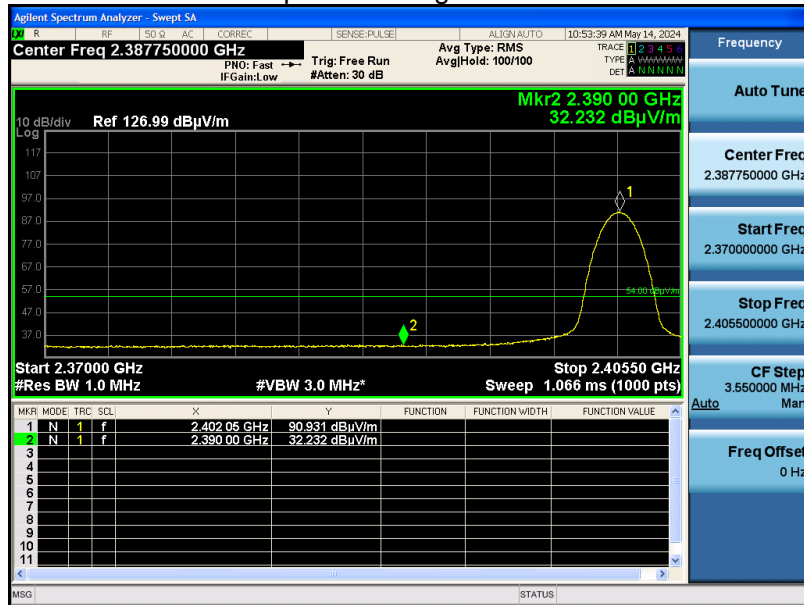 Agilent Spectrum Analyzer - Swept SA
LXI R RF 50 Ω AC CORREC SENSE:PULSE ALIGN AUTO 10:53:39 AM May 14, 2024
Center Freq 2.387750000 GHz
PNO: Fast
IFGain:Low
Trig: Free Run
#Atten: 30 dB
Avg Type: RMS
Avg|Hold: 100/100
TRACE 1 2 3 4 5 6
TYPE A WWWWW
DET A N N N N N
Mkr2 2.390 00 GHz
32.232 dBµV/m
10 dB/div Ref 126.99 dBµV/m
Log
117
107
97.0
87.0
77.0
67.0
57.0
47.0
37.0
1
54.00 dBµV/m
2
Start 2.37000 GHz Stop 2.40550 GHz
#Res BW 1.0 MHz #VBW 3.0 MHz* Sweep 1.066 ms (1000 pts)
MKR MODE TRC SCL X Y FUNCTION FUNCTION WIDTH FUNCTION VALUE
1 N 1 f 2.402 05 GHz 90.931 dBµV/m
2 N 1 f 2.390 00 GHz 32.232 dBµV/m
3
4
5
6
7
8
9
10
11
MSG STATUS
Frequency
Auto Tune
Center Freq
2.387750000 GHz
Start Freq
2.370000000 GHz
Stop Freq
2.405500000 GHz
CF Step
3.550000 MHz
Auto Man
Freq Offset
0 Hz